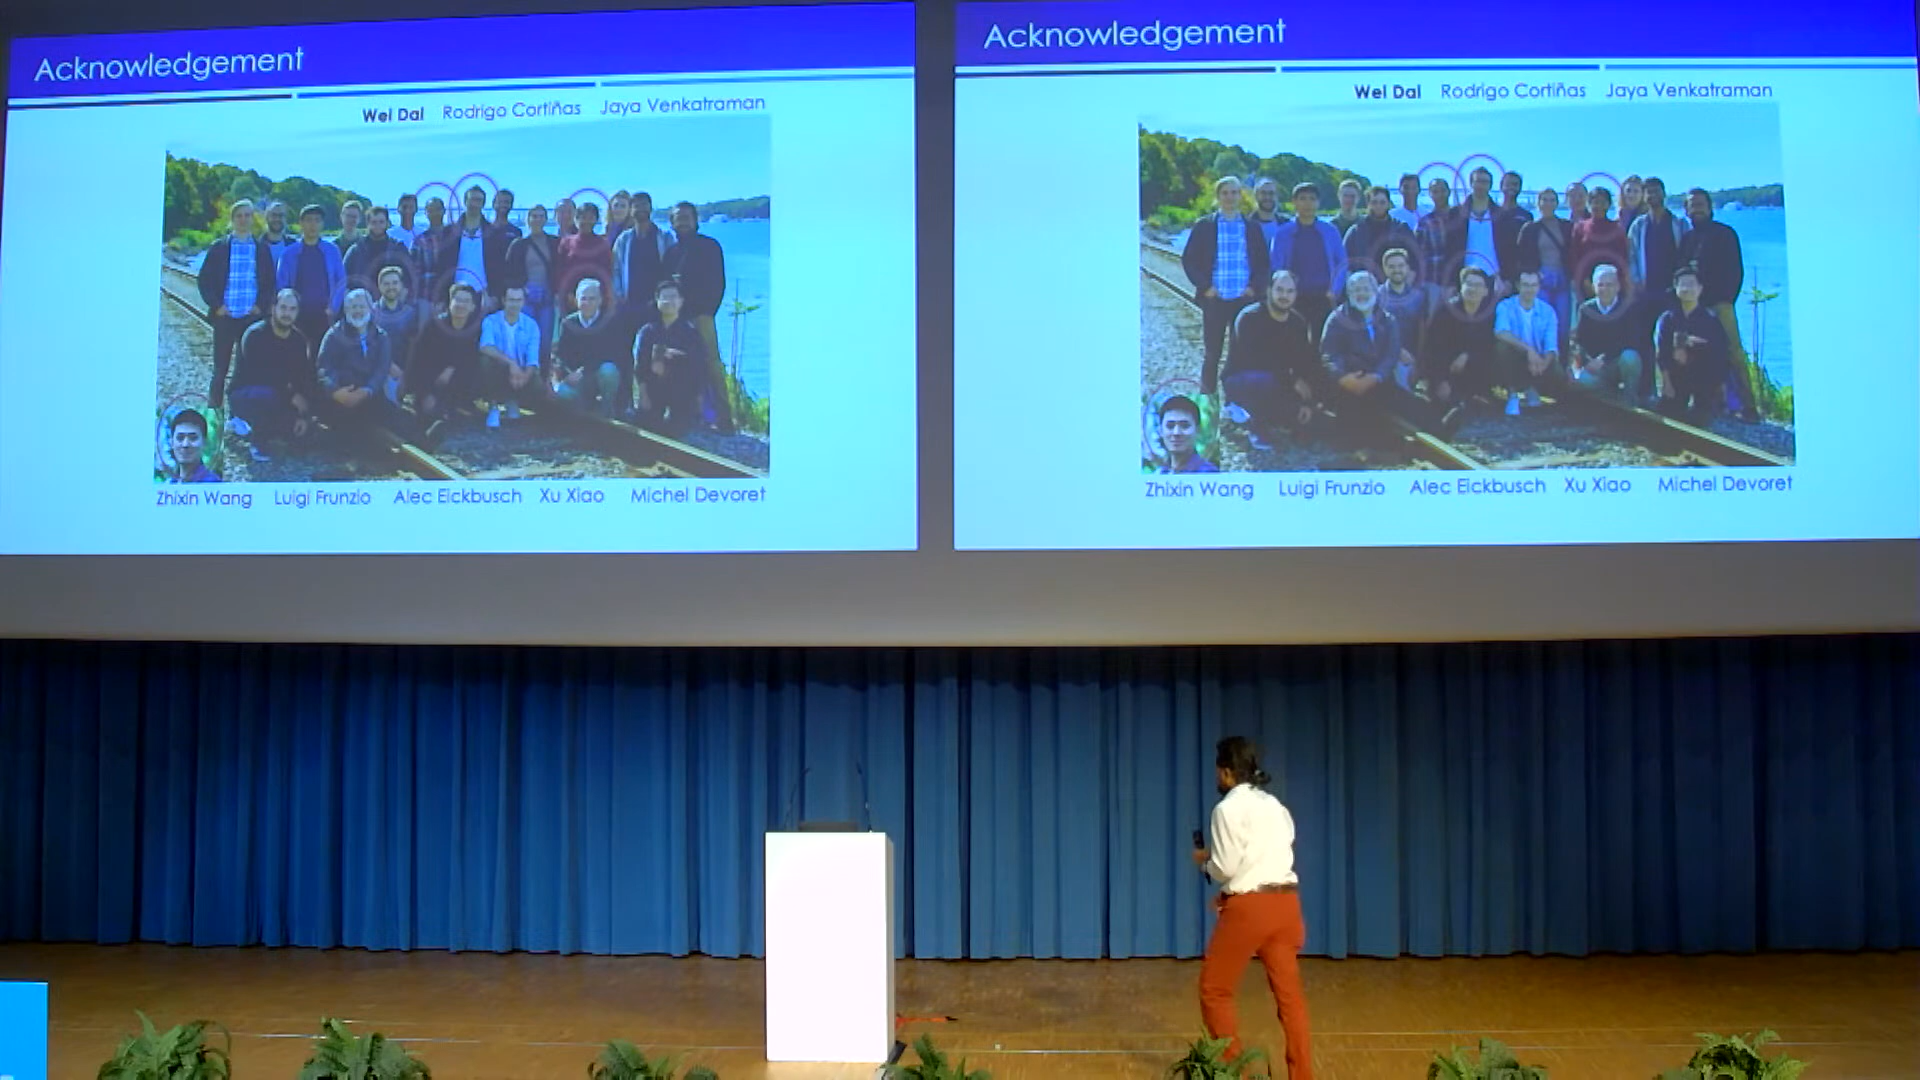 Acknowledgement
Wei Dai Rodrigo Cortiñas Jaya Venkatraman
Zhixin Wang Luigi Frunzio Alec Eickbusch Xu Xiao Michel Devoret
Acknowledgement
Wei Dai Rodrigo Cortiñas Jaya Venkatraman
Zhixin Wang Luigi Frunzio Alec Eickbusch Xu Xiao Michel Devoret